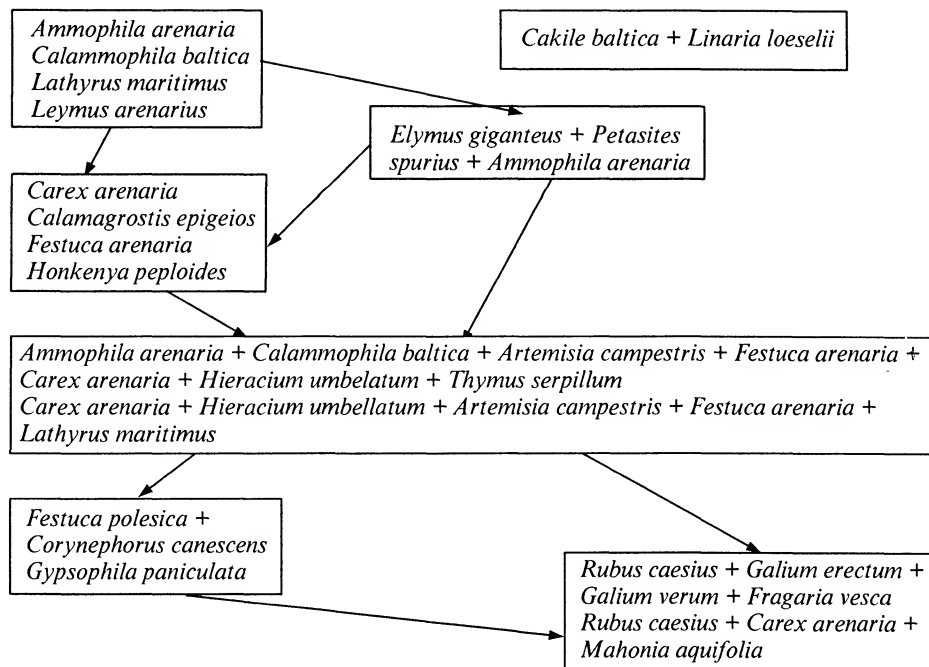 Ammophila arenaria
Calammophila baltica
Lathyrus maritimus
Leymus arenarius
Cakile baltica + Linaria loeselii
Elymus giganteus + Petasites
spurius + Ammophila arenaria
Carex arenaria
Calamagrostis epigeios
Festuca arenaria
Honkenya peploides
Ammophila arenaria + Calammophila baltica + Artemisia campestris + Festuca arenaria +
Carex arenaria + Hieracium umbelatum + Thymus serpillum
Carex arenaria + Hieracium umbellatum + Artemisia campestris + Festuca arenaria +
Lathyrus maritimus
Festuca polesica +
Corynephorus canescens
Gypsophila paniculata
Rubus caesius + Galium erectum +
Galium verum + Fragaria vesca
Rubus caesius + Carex arenaria +
Mahonia aquifolia